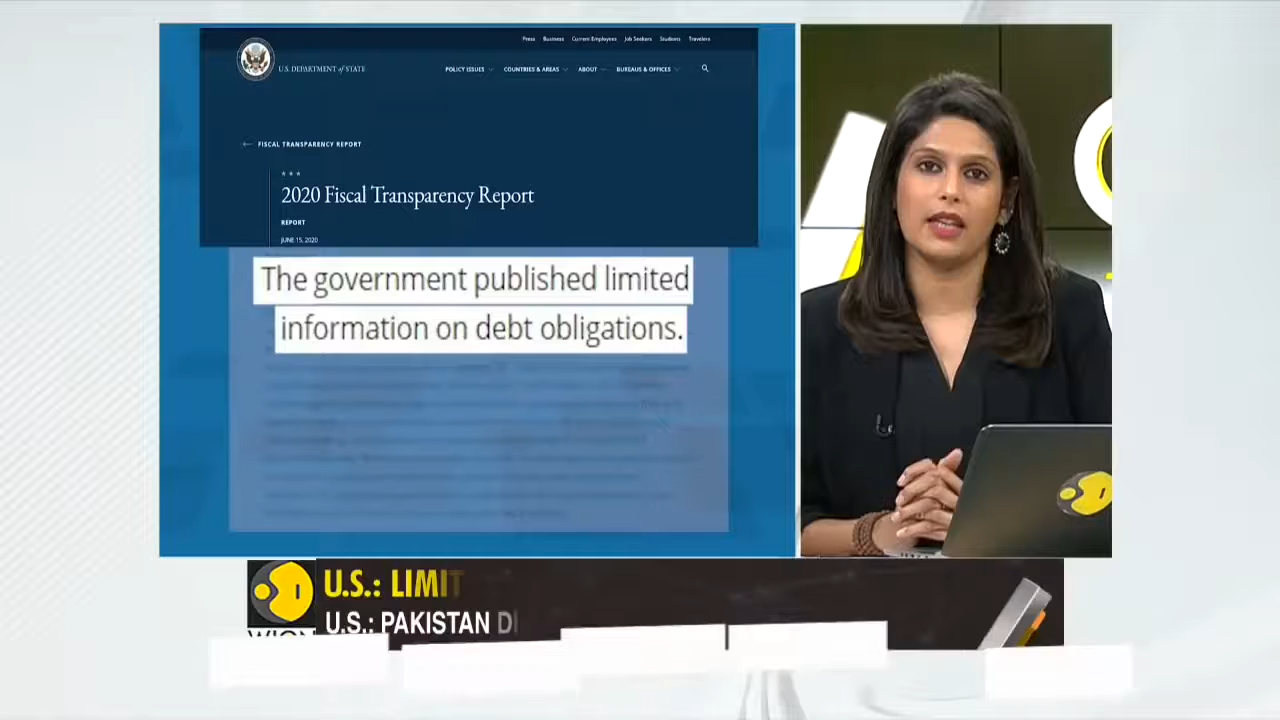 Press Business Current Employees Job Seekers Students Travelers
U.S. DEPARTMENT of STATE
POLICY ISSUES COUNTRIES & AREAS ABOUT BUREAUS & OFFICES
← FISCAL TRANSPARENCY REPORT
* * *
2020 Fiscal Transparency Report
REPORT
JUNE 15, 2020
The government published limited
information on debt obligations.
U.S.: LIMIT
U.S.: PAKISTAN DI
WION